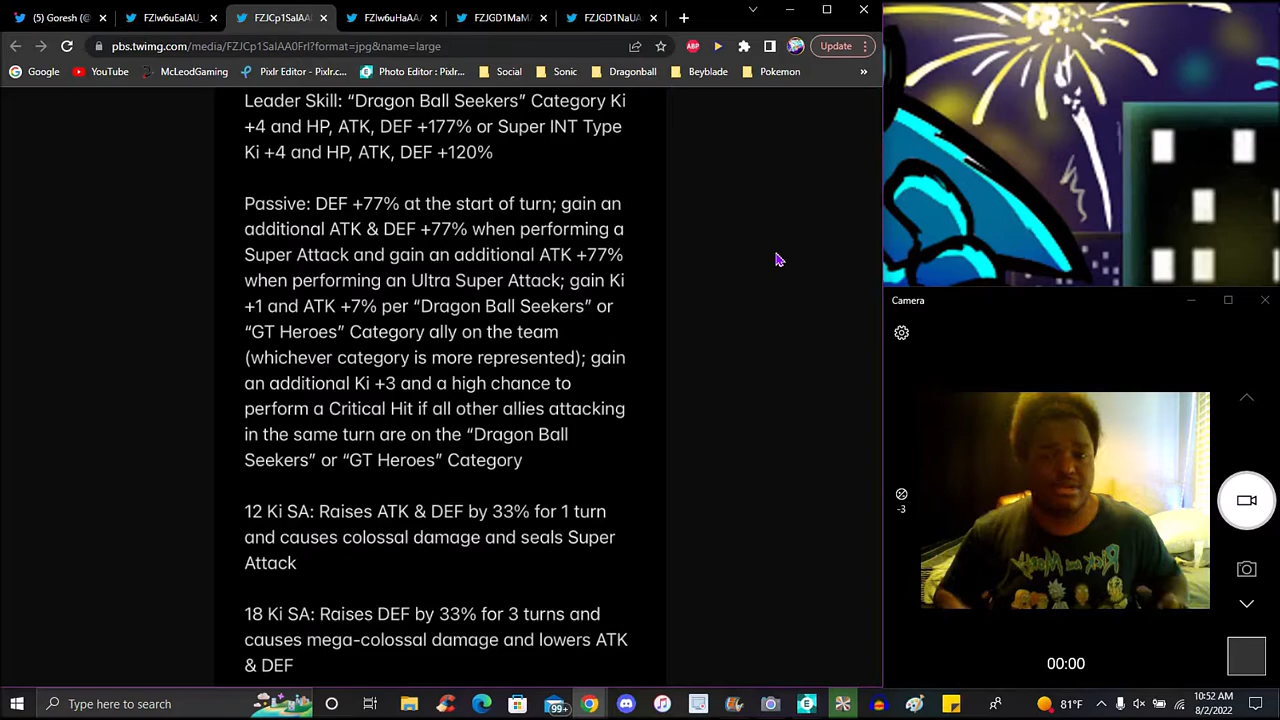 () Goresh (@
FZIw6uEaIAU_
FZJCp1SaIAA
FZIw6uHaAA
FZJGD1MaM
FZJGD1NaUA
pbs.twimg.com/media/FZJCp1SaIAA0FrI?format=jpg&name=large
ABP
Update
Google
YouTube
McLeodGaming
Pixlr Editor - Pixlr.c...
Photo Editor : Pixlr...
Social
Sonic
Dragonball
Beyblade
Pokemon
»
Leader Skill: “Dragon Ball Seekers” Category Ki
+4 and HP, ATK, DEF +177% or Super INT Type
Ki +4 and HP, ATK, DEF +120%
Passive: DEF +77% at the start of turn; gain an
additional ATK & DEF +77% when performing a
Super Attack and gain an additional ATK +77%
when performing an Ultra Super Attack; gain Ki
+1 and ATK +7% per “Dragon Ball Seekers” or
“GT Heroes” Category ally on the team
(whichever category is more represented); gain
an additional Ki +3 and a high chance to
perform a Critical Hit if all other allies attacking
in the same turn are on the “Dragon Ball
Seekers” or “GT Heroes” Category
12 Ki SA: Raises ATK & DEF by 33% for 1 turn
and causes colossal damage and seals Super
Attack
18 Ki SA: Raises DEF by 33% for 3 turns and
causes mega-colossal damage and lowers ATK
& DEF
Camera
-3
Rick and Morty
00:00
Type here to search
99+
81°F
10:52 AM
8/2/2022